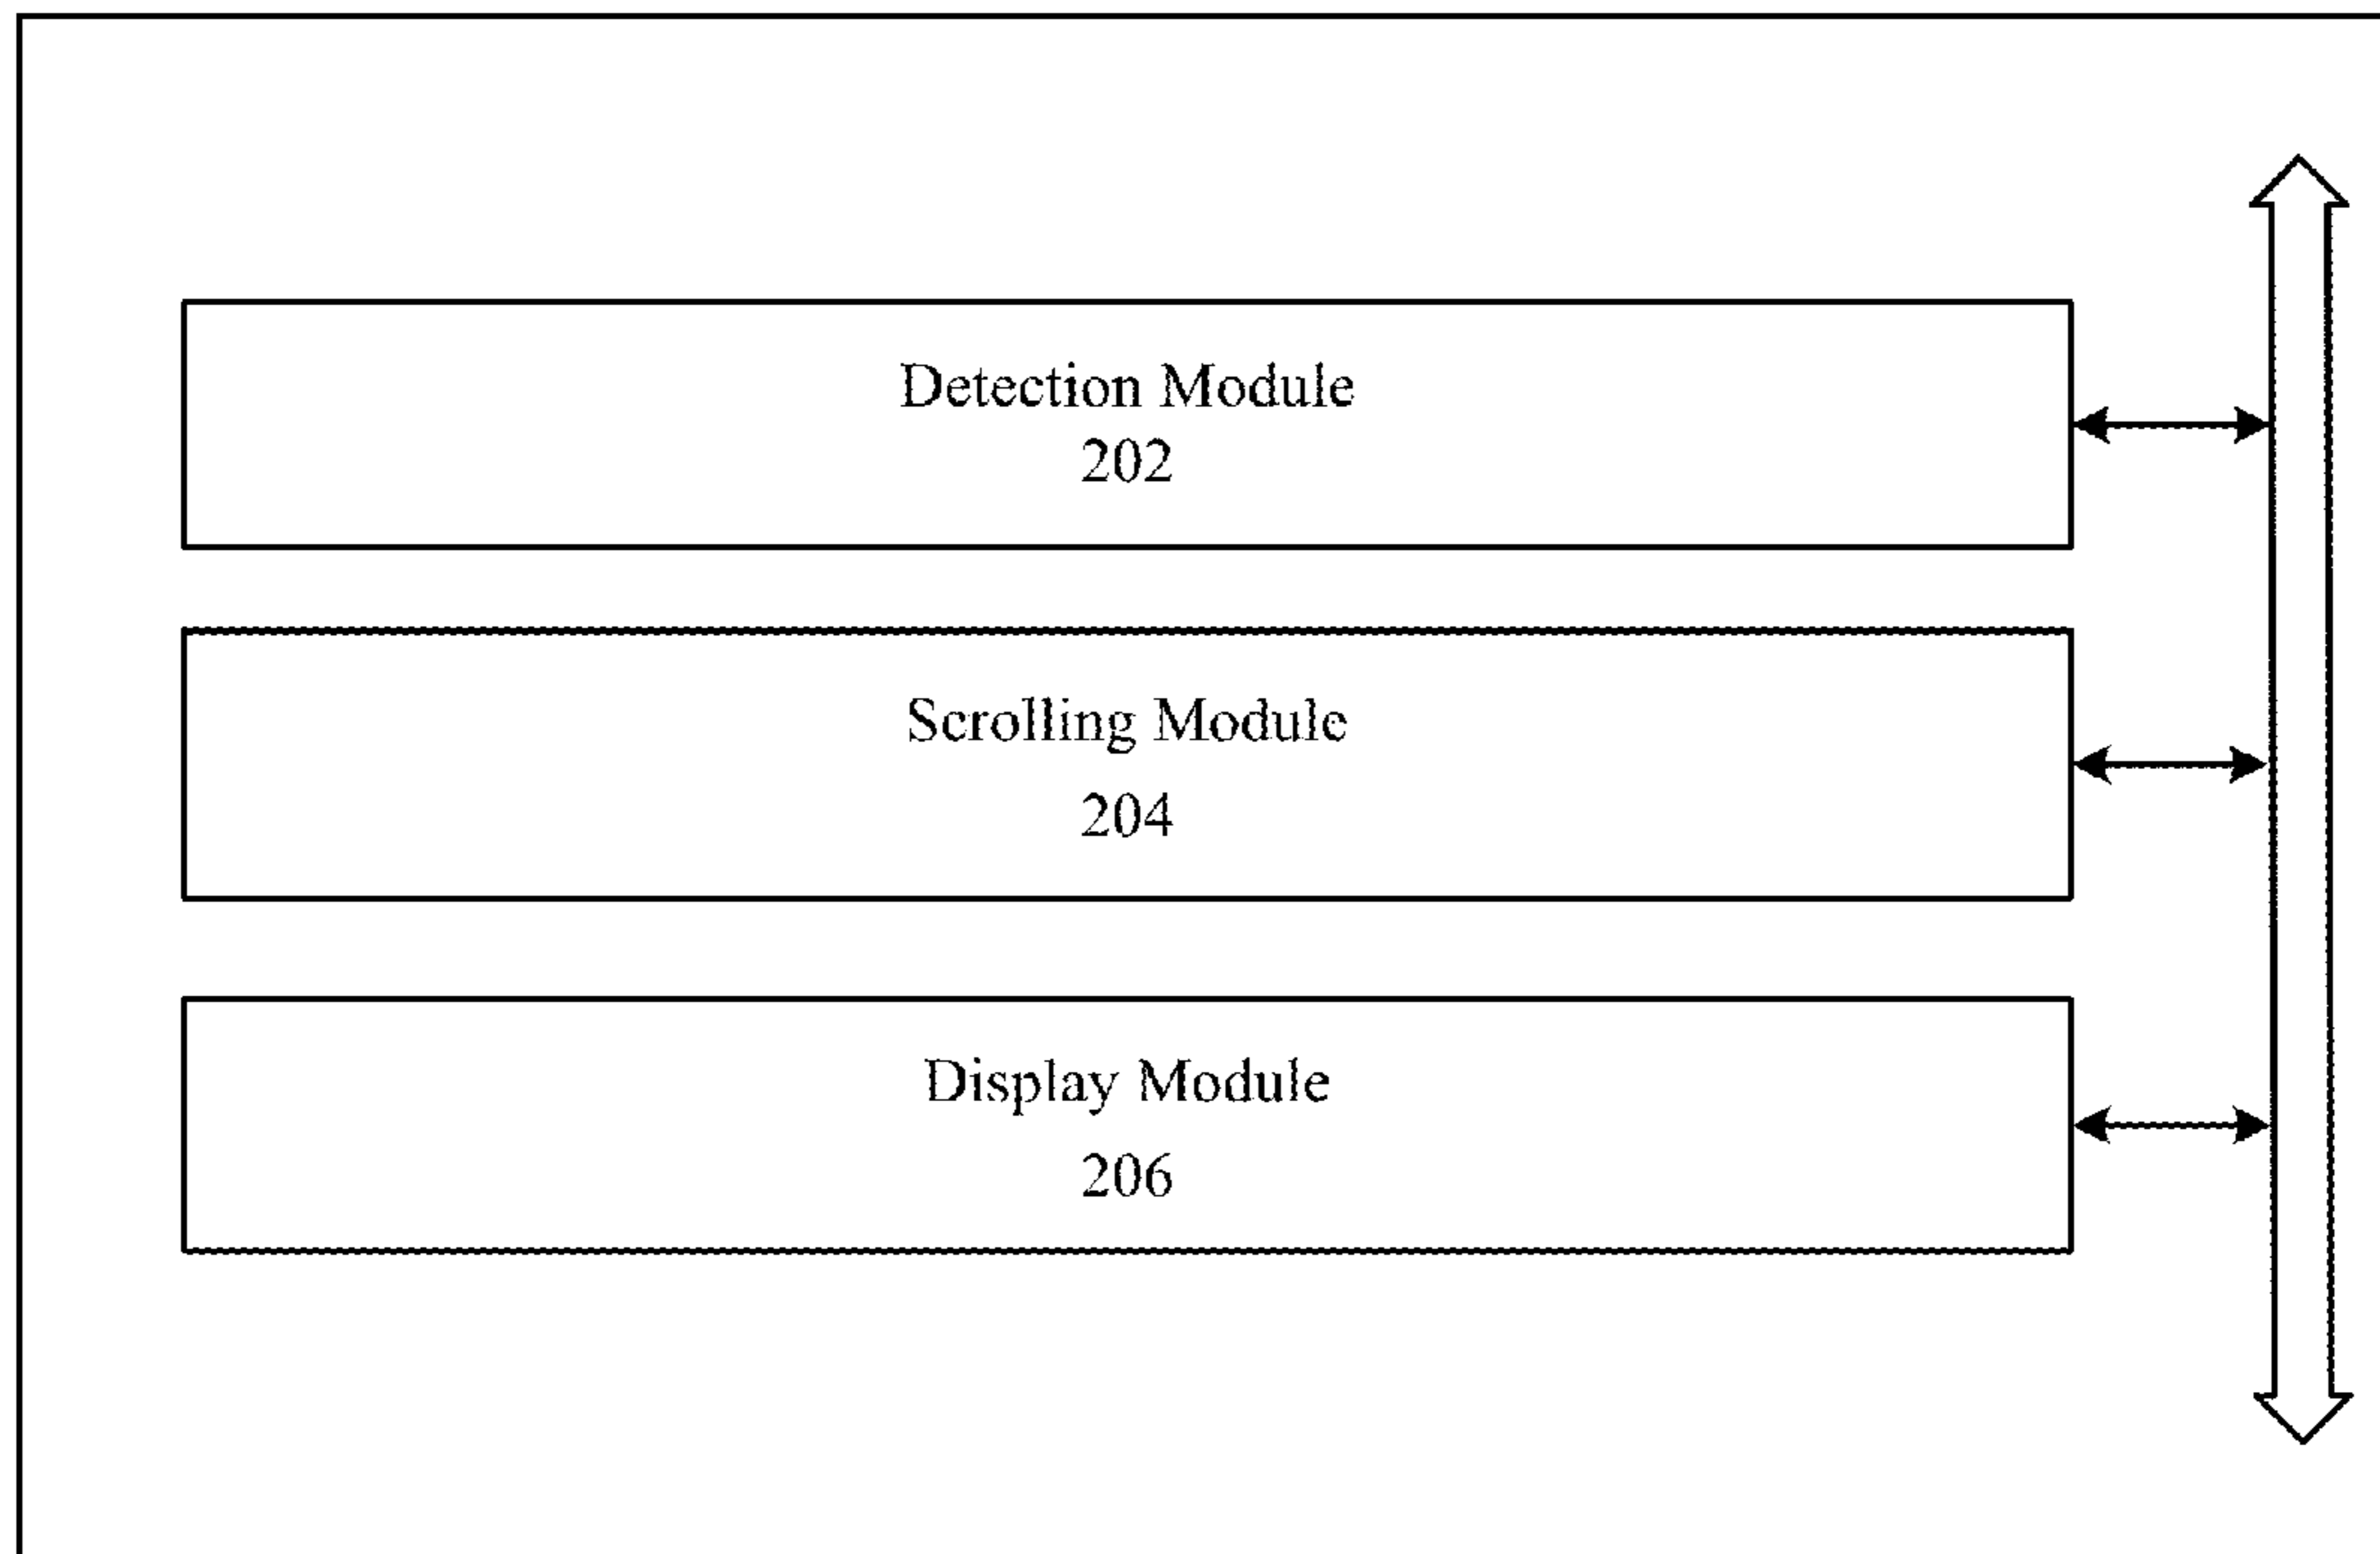 Detection Module
202
Scrolling Module
204
Display Module
206